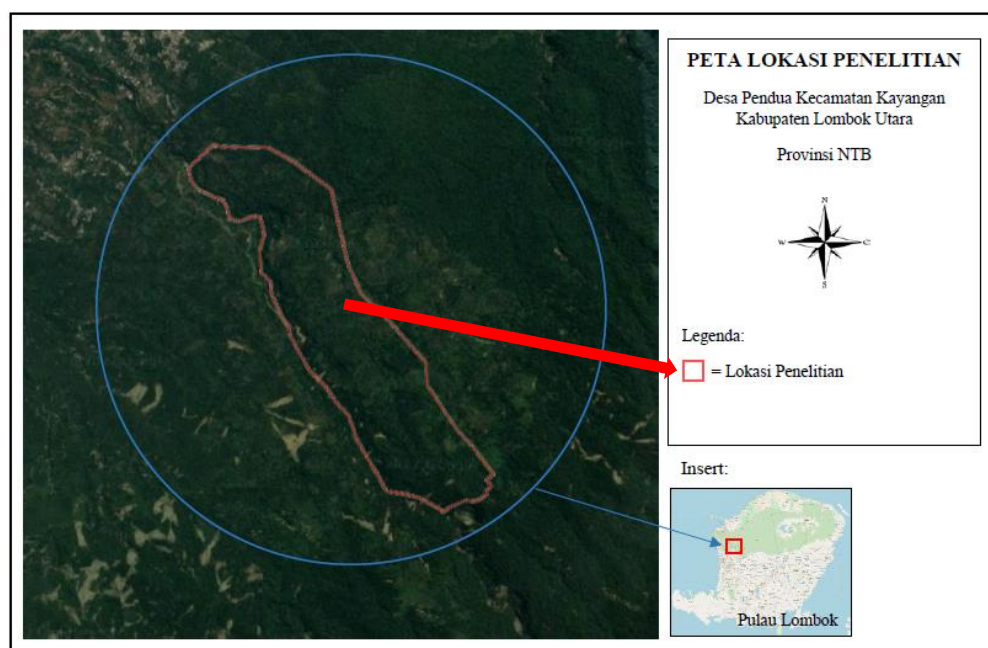 PETA LOKASI PENELITIAN
Desa Pendua Kecamatan Kayangan
Kabupaten Lombok Utara
Provinsi NTB
N
W E
S
Legenda:
= Lokasi Penelitian
Insert:
Pulau Lombok